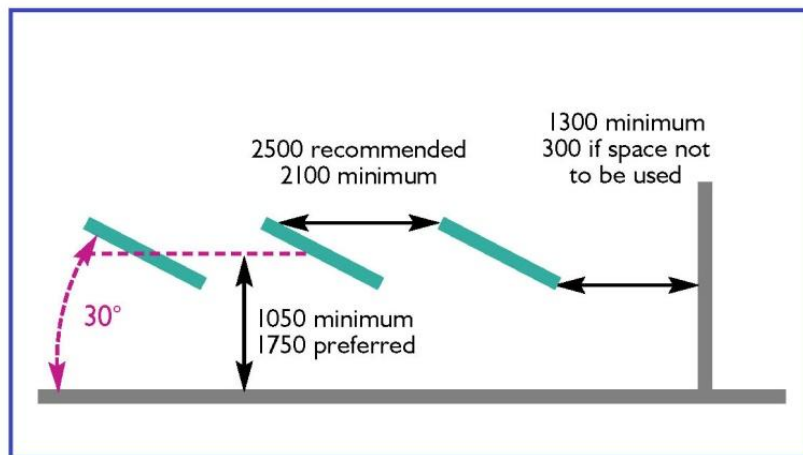 1300 minimum
300 if space not
to be used
2500 recommended
2100 minimum
30°
1050 minimum
1750 preferred